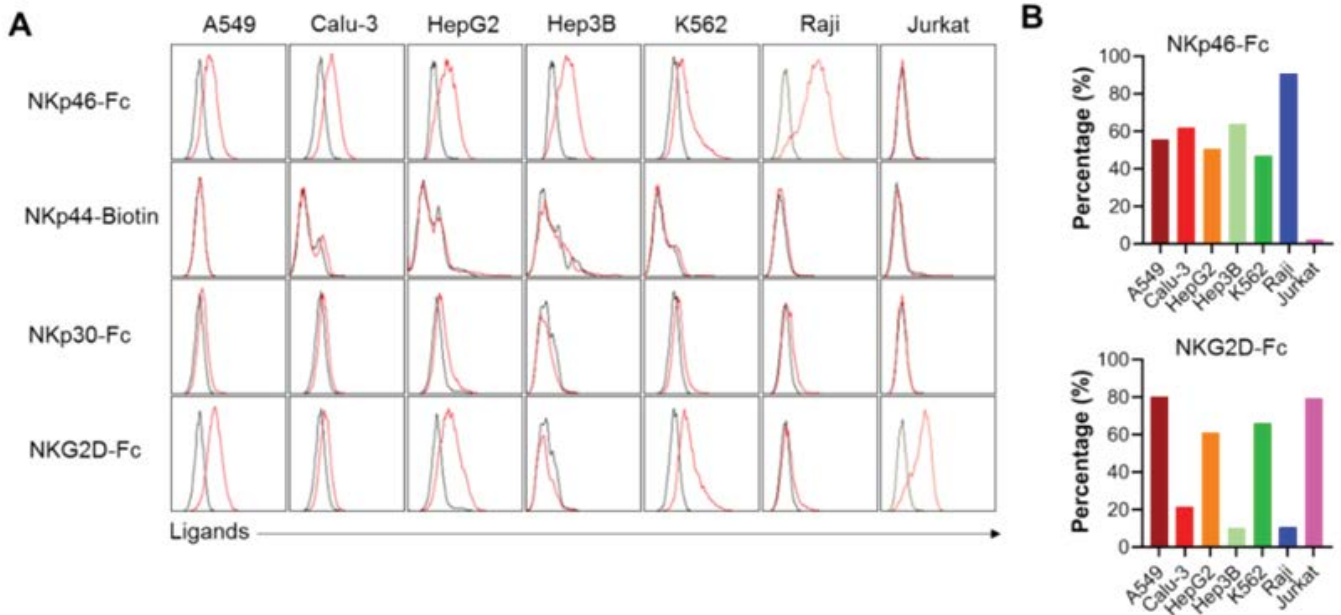 A
A549 Calu-3 HepG2 Hep3B K562 Raji Jurkat
NKp46-Fc
NKp44-Biotin
NKp30-Fc
NKG2D-Fc
Ligands
B
NKp46-Fc
Percentage (%)
100
80
60
40
20
0
A549 Calu-3 HepG2 Hep3B K562 Raji Jurkat
NKG2D-Fc
Percentage (%)
100
80
60
40
20
0
A549 Calu-3 HepG2 Hep3B K562 Raji Jurkat